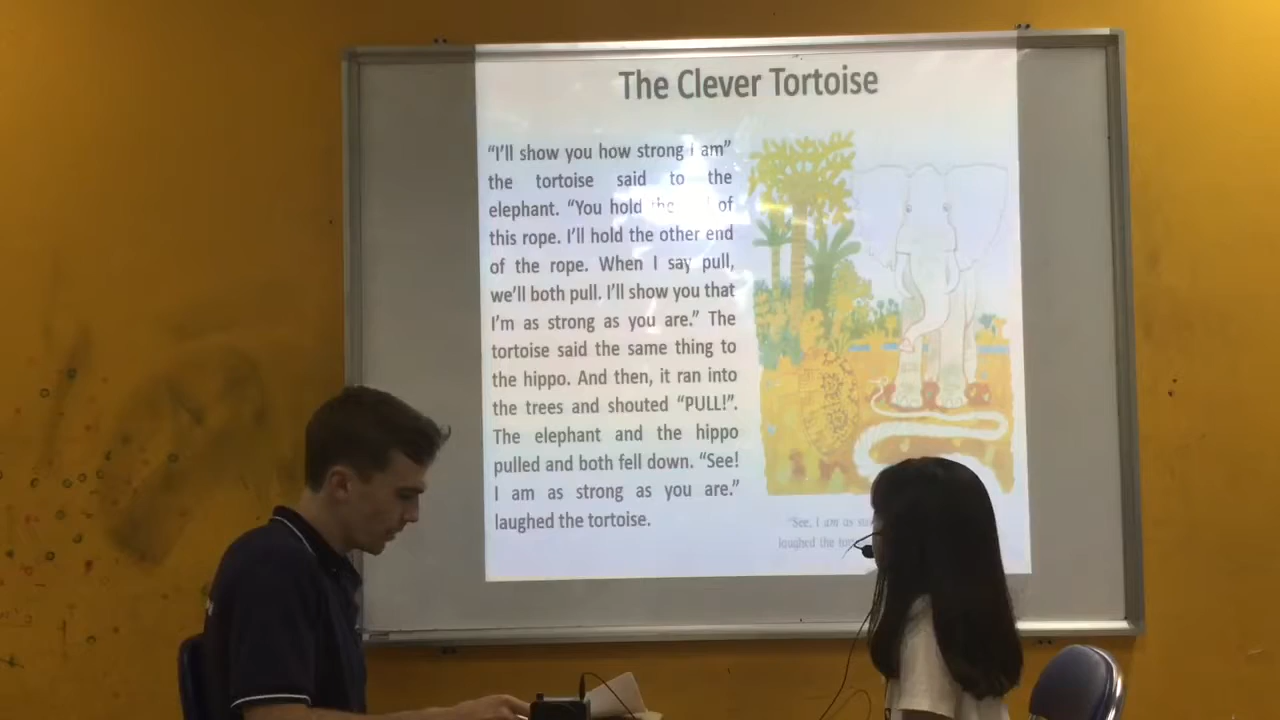 The Clever Tortoise
“I’ll show you how strong I am”
the tortoise said to the
elephant. “You hold the of
this rope. I’ll hold the other end
of the rope. When I say pull,
we’ll both pull. I’ll show you that
I’m as strong as you are.” The
tortoise said the same thing to
the hippo. And then, it ran into
the trees and shouted “PULL!”.
The elephant and the hippo
pulled and both fell down. “See!
I am as strong as you are.”
laughed the tortoise.
“See, I am as
laughed the